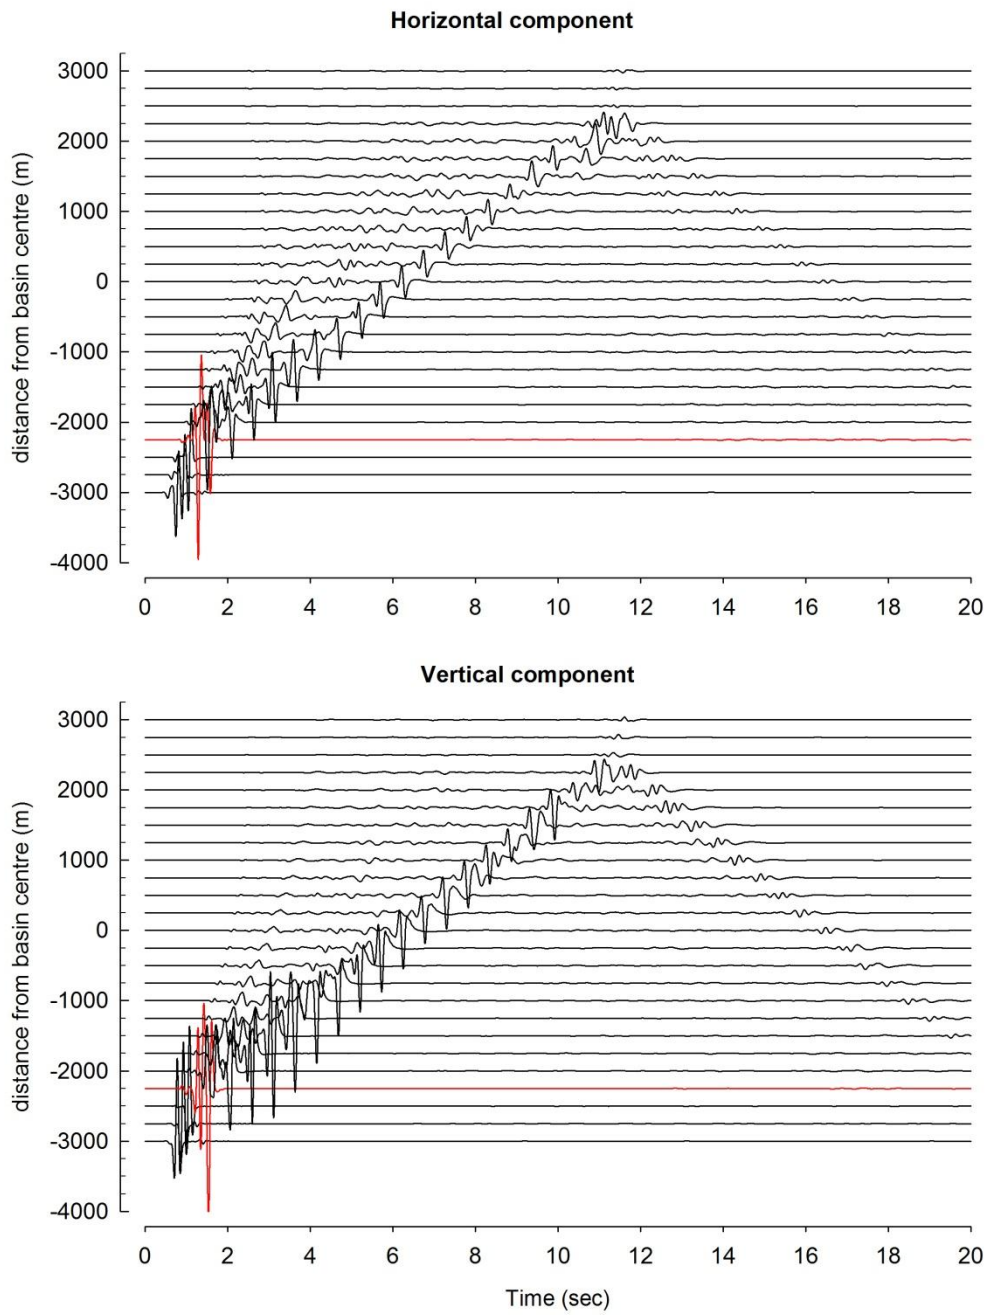 Horizontal component
3000
2000
1000
0
-1000
-2000
-3000
-4000
distance from basin centre (m)
0 2 4 6 8 10 12 14 16 18 20
Vertical component
3000
2000
1000
0
-1000
-2000
-3000
-4000
distance from basin centre (m)
0 2 4 6 8 10 12 14 16 18 20
Time (sec)